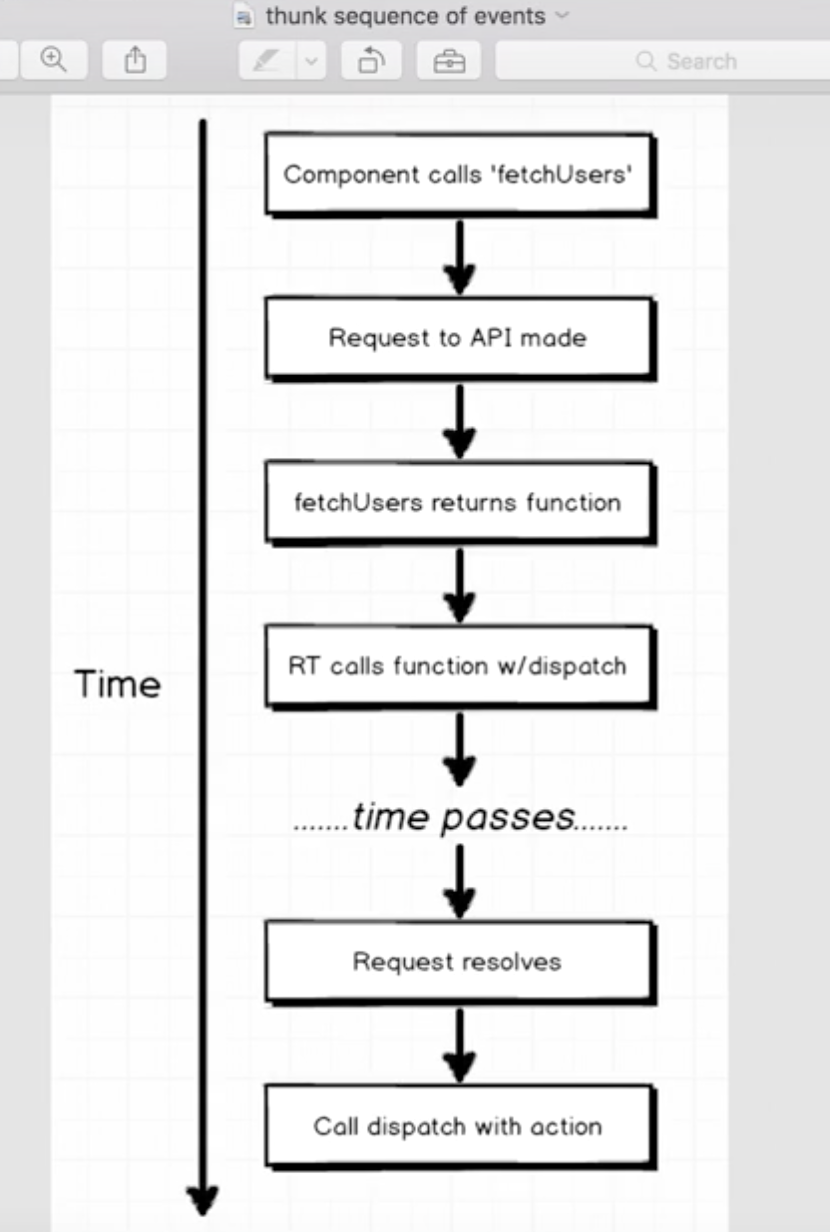 thunk sequence of events
Search
Component calls 'fetchUsers'
Request to API made
fetchUsers returns function
RT calls function w/dispatch
Time
.......time passes.......
Request resolves
Call dispatch with action